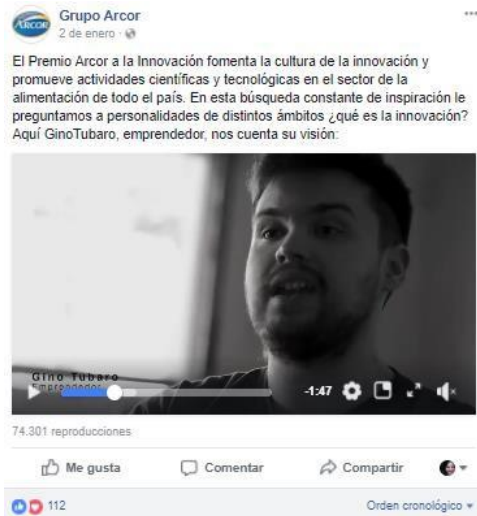 ARCOR
Grupo Arcor
2 de enero ·
El Premio Arcor a la Innovación fomenta la cultura de la innovación y
promueve actividades científicas y tecnológicas en el sector de la
alimentación de todo el país. En esta búsqueda constante de inspiración le
preguntamos a personalidades de distintos ámbitos ¿qué es la innovación?
Aquí GinoTubaro, emprendedor, nos cuenta su visión:
Gino Tubaro
Emprendedor
-1:47
74.301 reproducciones
Me gusta
Comentar
Compartir
112
Orden cronológico